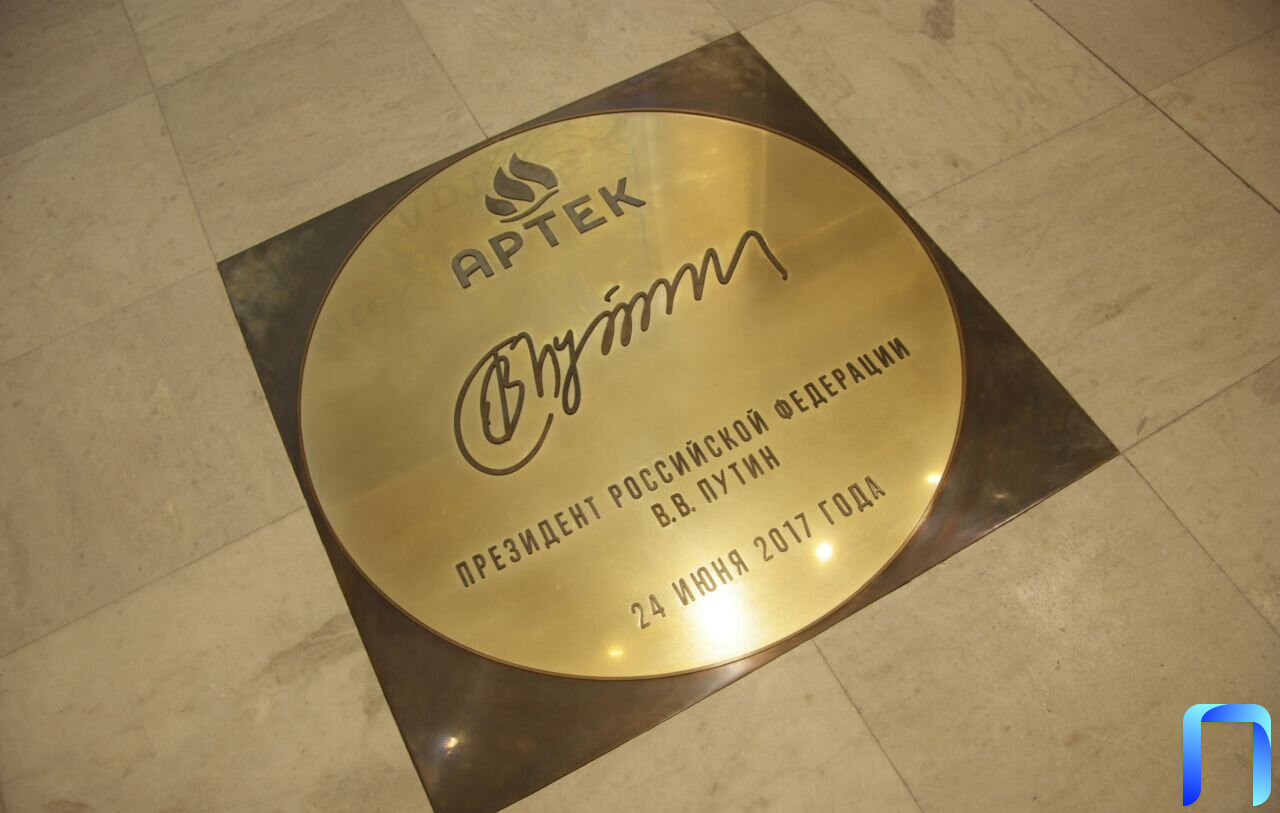 АРТЕК
ПРЕЗИДЕНТ РОССИЙСКОЙ ФЕДЕРАЦИИ
В.В. ПУТИН
24 ИЮНЯ 2017 ГОДА